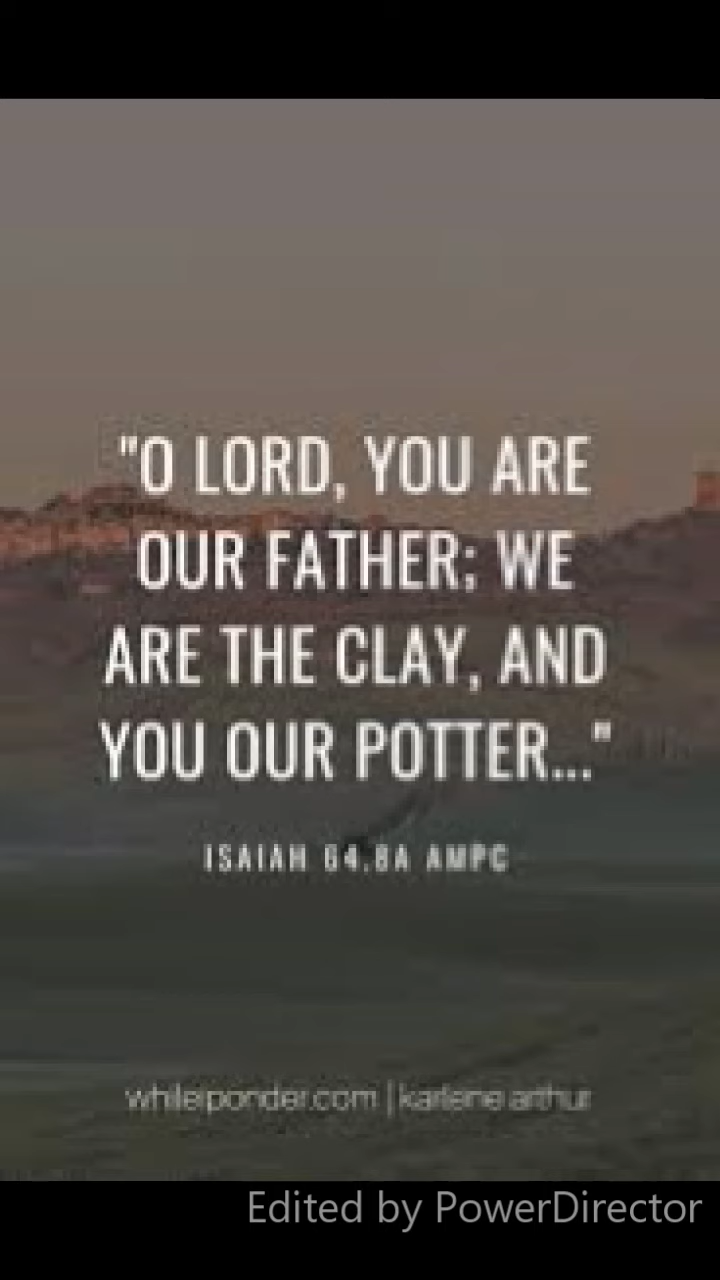 "O LORD, YOU ARE
OUR FATHER; WE
ARE THE CLAY, AND
YOU OUR POTTER..."
ISAIAH 64.8A AMPC
whileiponder.com | karlene arthur
Edited by PowerDirector